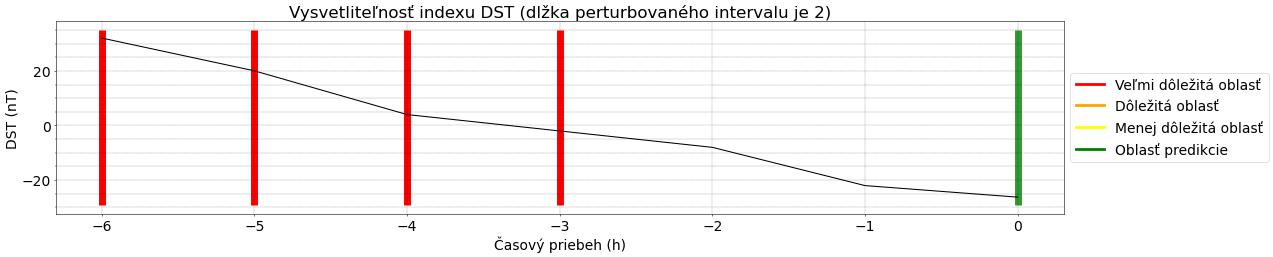 Vysvetliteľnosť indexu DST (dĺžka perturbovaného intervalu je 2)
DST (nT)
20
0
−20
−6 −5 −4 −3 −2 −1 0
Časový priebeh (h)
Veľmi dôležitá oblasť
Dôležitá oblasť
Menej dôležitá oblasť
Oblasť predikcie